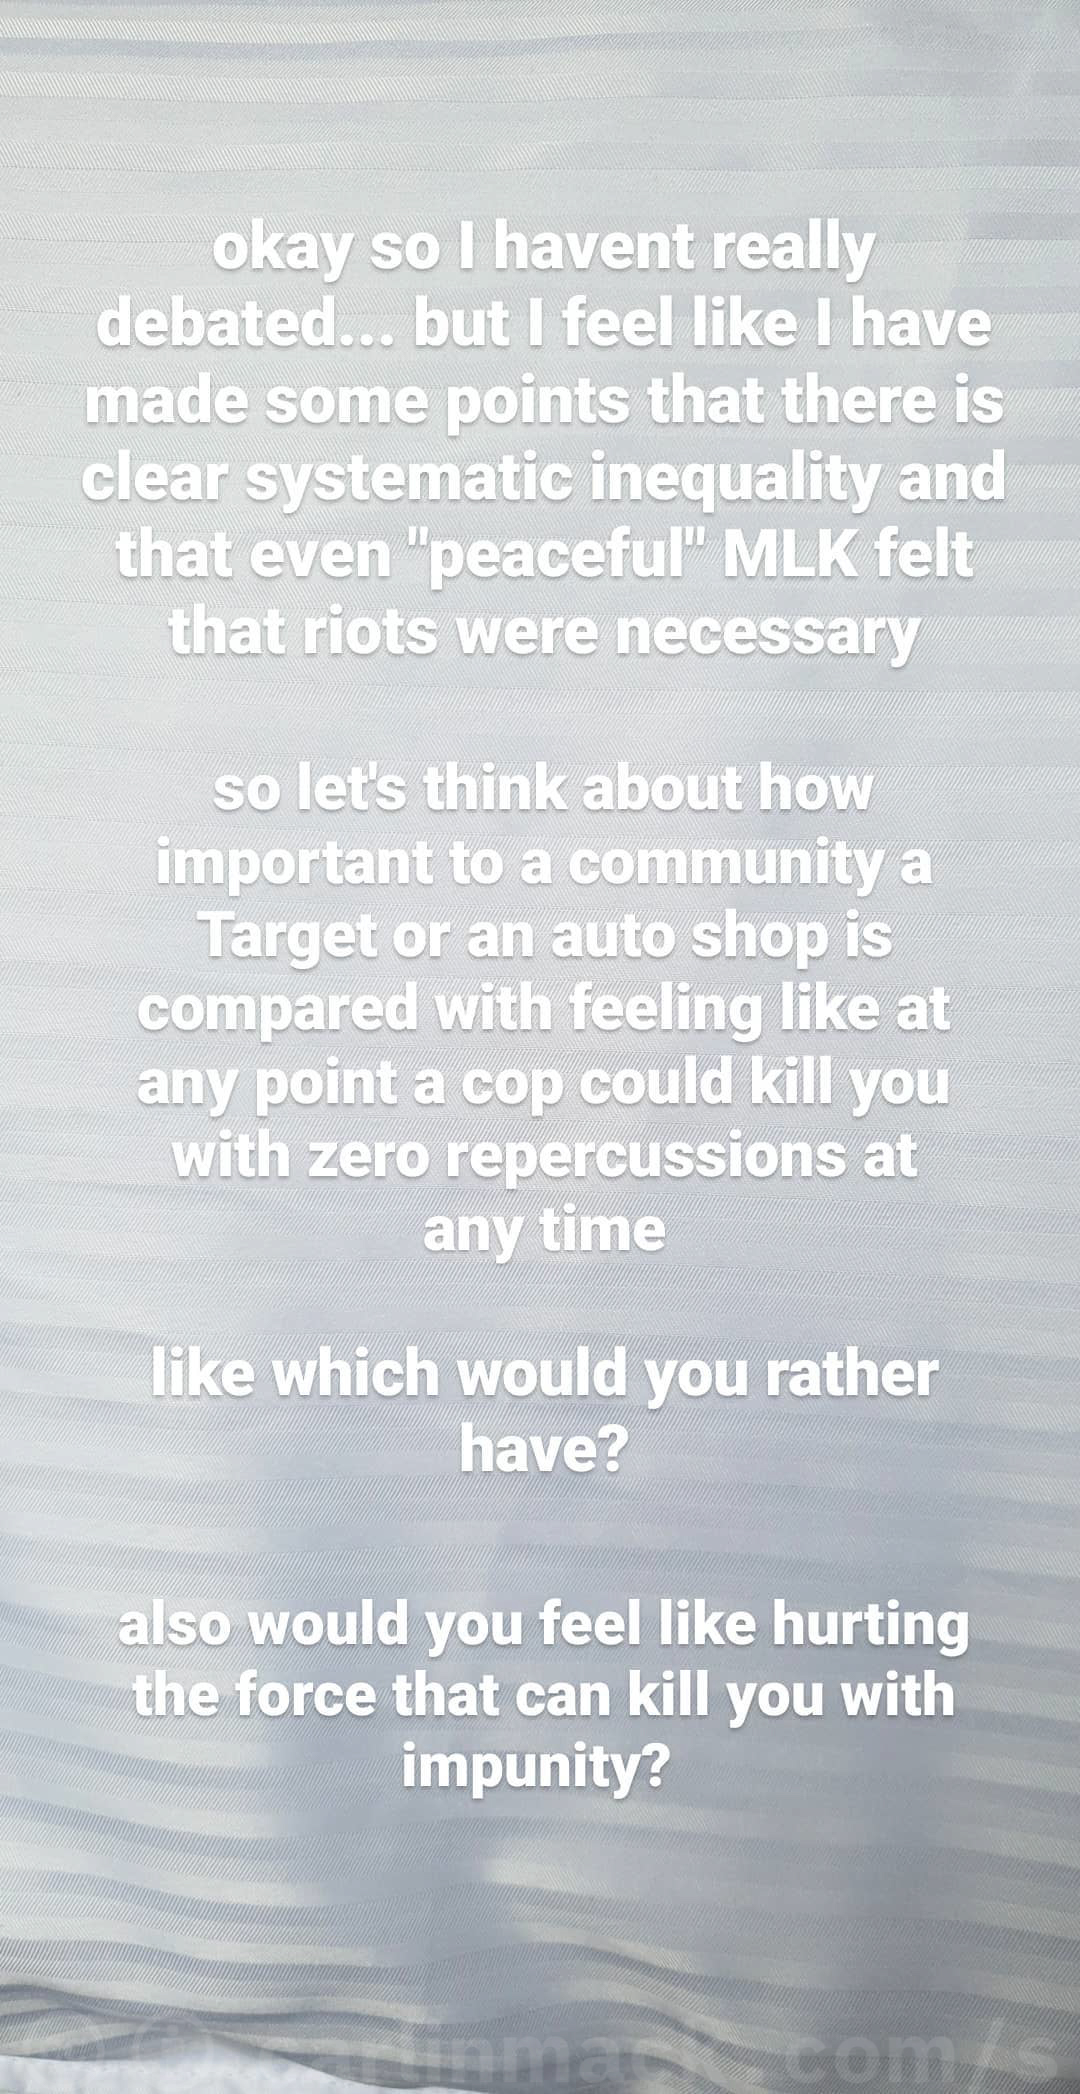 okay so I havent really
debated... but I feel like I have
made some points that there is
clear systematic inequality and
that even "peaceful" MLK felt
that riots were necessary
so let's think about how
important to a community a
Target or an auto shop is
compared with feeling like at
any point a cop could kill you
with zero repercussions at
any time
like which would you rather
have?
also would you feel like hurting
the force that can kill you with
impunity?